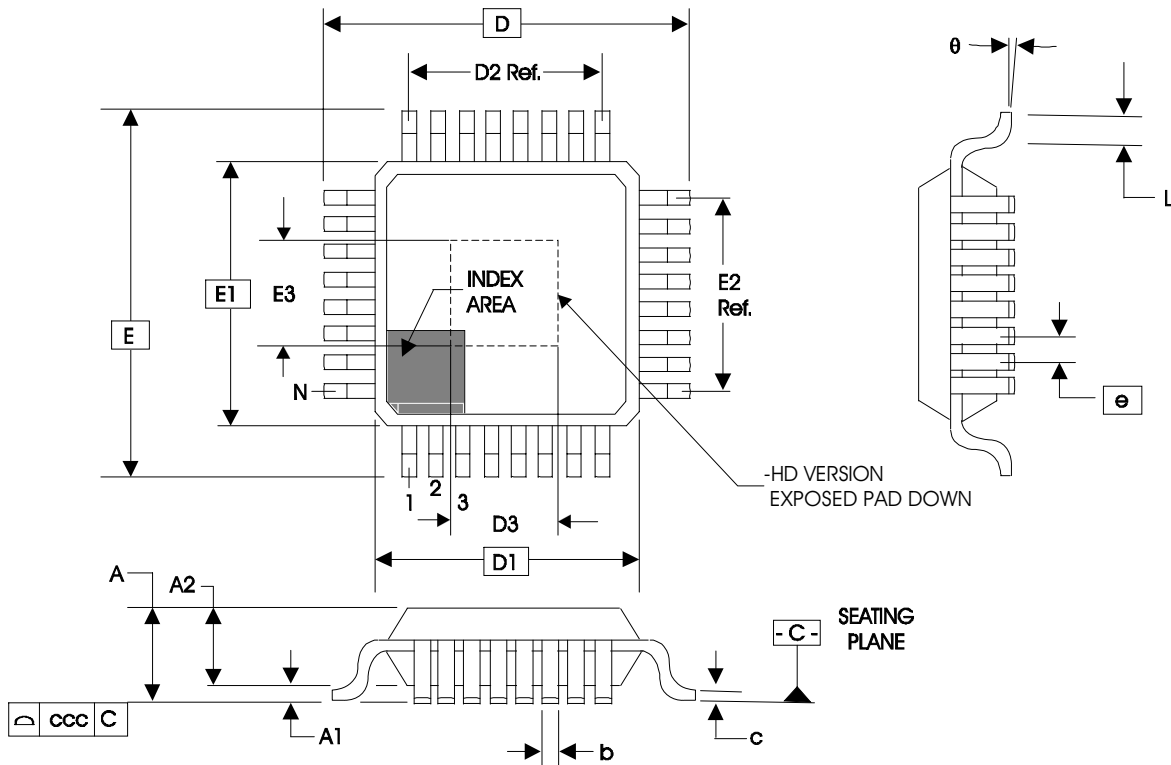 D
D2 Ref.
θ
L
E
E1
E3
INDEX
AREA
E2
Ref.
N
e
1
2
3
-HD VERSION
EXPOSED PAD DOWN
D3
D1
A
A2
- C -
SEATING
PLANE
⌓ ccc C
A1
b
c